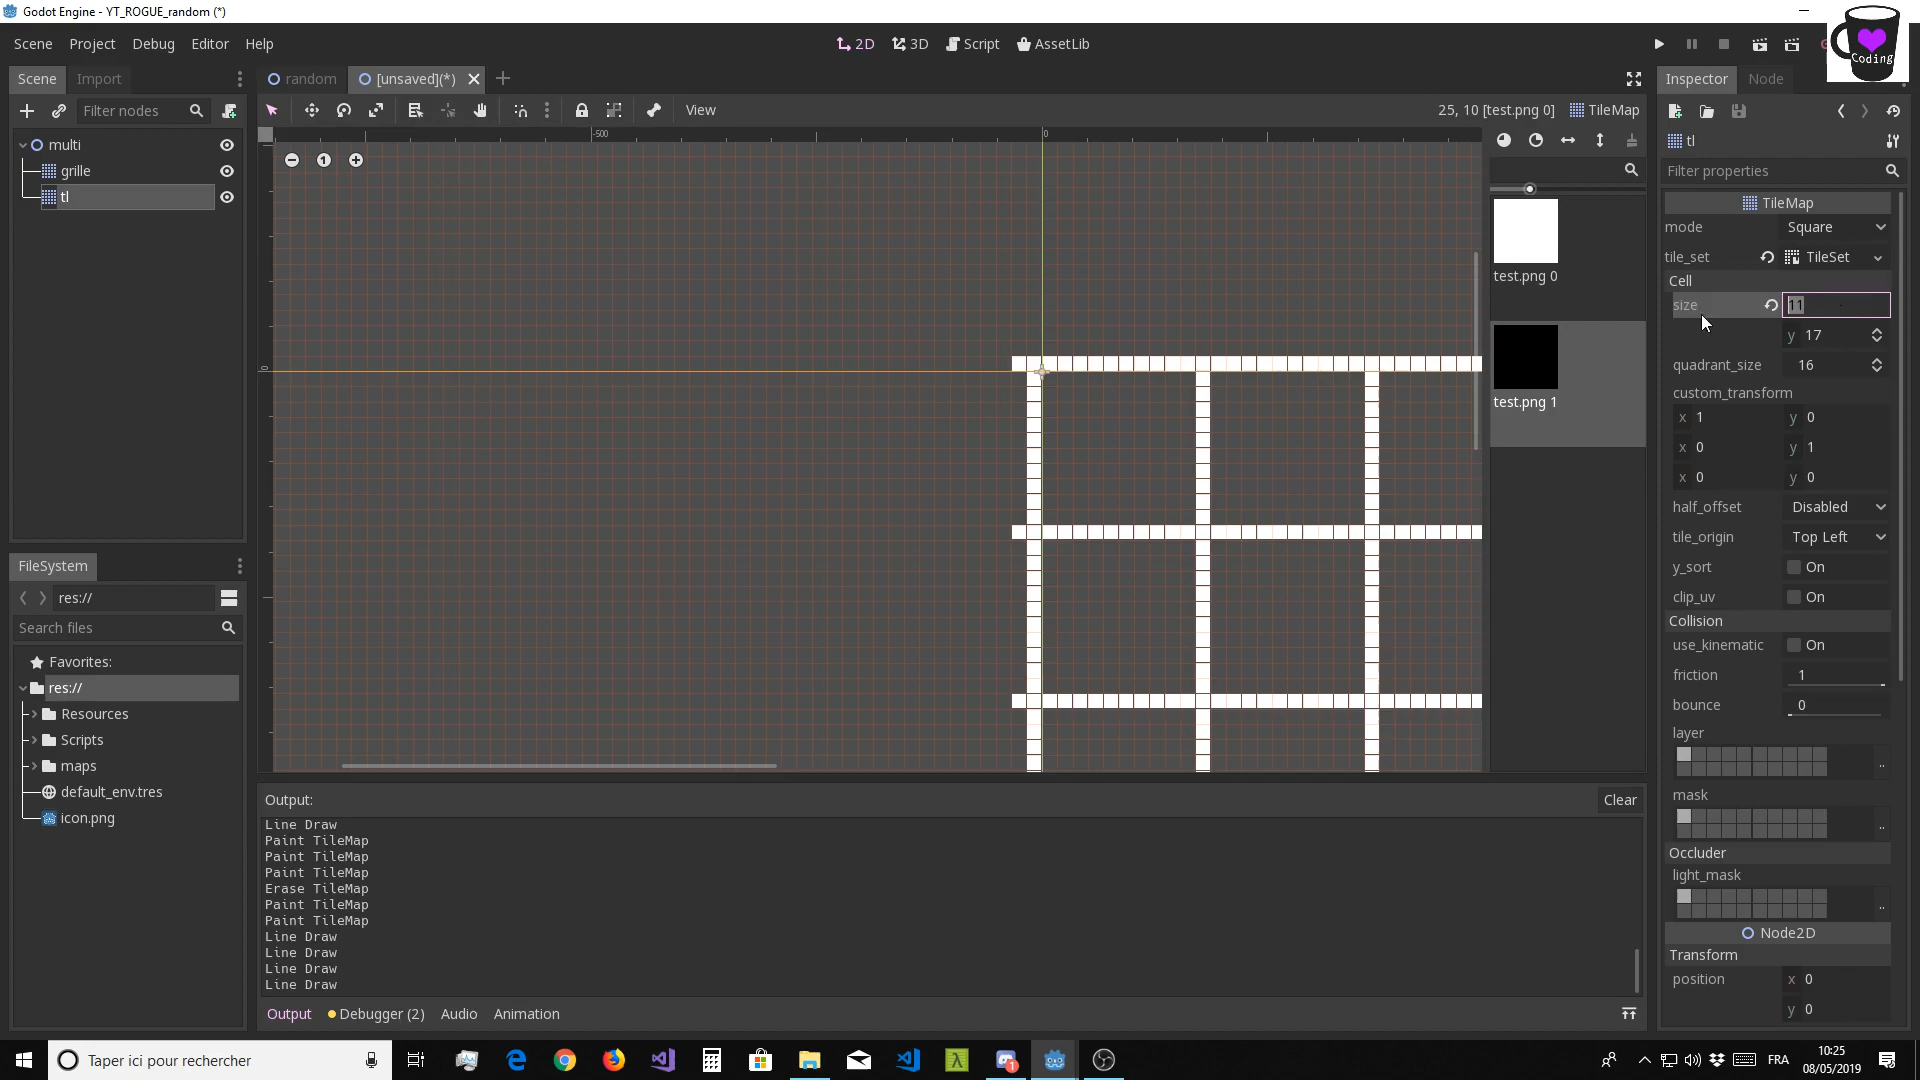 Godot Engine - YT_ROGUE_random (*)
Scene Project Debug Editor Help
2D 3D Script AssetLib
Coding
Scene Import
random [unsaved](*)
Inspector Node
Filter nodes
View
25, 10 [test.png 0] TileMap
-500 0
multi
grille
tl
1
0
test.png 0
test.png 1
tl
Filter properties
TileMap
mode Square
tile_set TileSet
Cell
size 11
y 17
quadrant_size 16
custom_transform
x 1 y 0
x 0 y 1
x 0 y 0
half_offset Disabled
tile_origin Top Left
y_sort On
clip_uv On
Collision
use_kinematic On
friction 1
bounce 0
layer
..
mask
..
Occluder
light_mask
..
Node2D
Transform
position x 0
y 0
FileSystem
res://
Search files
Favorites:
res://
Resources
Scripts
maps
default_env.tres
icon.png
Output: Clear
Line Draw
Paint TileMap
Paint TileMap
Paint TileMap
Erase TileMap
Paint TileMap
Paint TileMap
Line Draw
Line Draw
Line Draw
Line Draw
Output Debugger (2) Audio Animation
Taper ici pour rechercher
1
FRA
10:25
08/05/2019